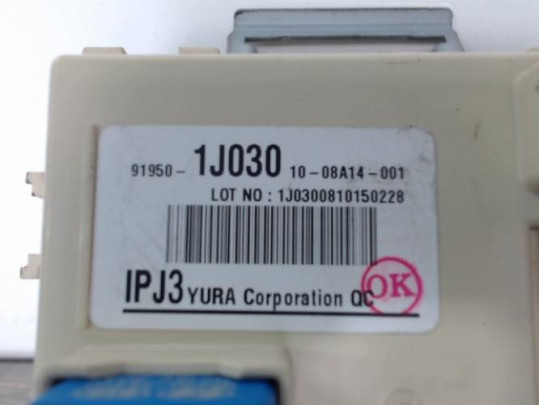 91950- 1J030 10-08A14-001
LOT NO : 1J0300810150228
IPJ3 YURA Corporation QC
OK